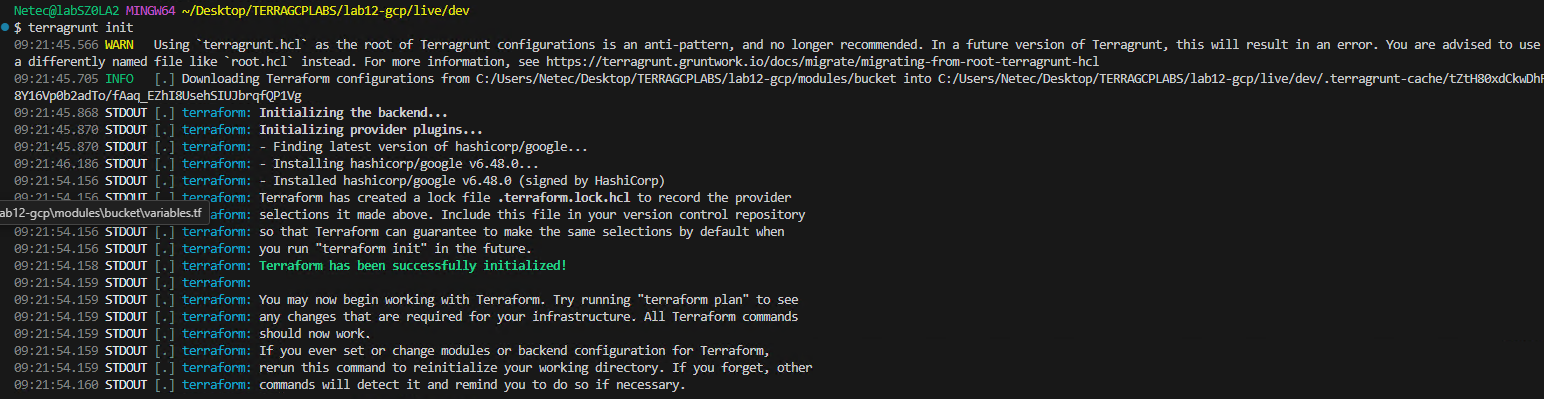 Netec@labSZ0LA2 MINGW64 ~/Desktop/TERRAGCPLABS/lab12-gcp/live/dev
$ terragrunt init
09:21:45.566 WARN   Using `terragrunt.hcl` as the root of Terragrunt configurations is an anti-pattern, and no longer recommended. In a future version of Terragrunt, this will result in an error. You are advised to use
a differently named file like `root.hcl` instead. For more information, see https://terragrunt.gruntwork.io/docs/migrate/migrating-from-root-terragrunt-hcl
09:21:45.705 INFO   [.] Downloading Terraform configurations from C:/Users/Netec/Desktop/TERRAGCPLABS/lab12-gcp/modules/bucket into C:/Users/Netec/Desktop/TERRAGCPLABS/lab12-gcp/live/dev/.terragrunt-cache/tZtH80xdCkwDhF
8Y16Vp0b2adTo/fAaq_EZhI8UsehSIUJbrqfQP1Vg
09:21:45.868 STDOUT [.] terraform: Initializing the backend...
09:21:45.870 STDOUT [.] terraform: Initializing provider plugins...
09:21:45.870 STDOUT [.] terraform: - Finding latest version of hashicorp/google...
09:21:46.186 STDOUT [.] terraform: - Installing hashicorp/google v6.48.0...
09:21:54.156 STDOUT [.] terraform: - Installed hashicorp/google v6.48.0 (signed by HashiCorp)
09:21:54.156 STDOUT [.] terraform: Terraform has created a lock file .terraform.lock.hcl to record the provider
ab12-gcp\modules\bucket\variables.tf aform: selections it made above. Include this file in your version control repository
09:21:54.156 STDOUT [.] terraform: so that Terraform can guarantee to make the same selections by default when
09:21:54.156 STDOUT [.] terraform: you run "terraform init" in the future.
09:21:54.158 STDOUT [.] terraform: Terraform has been successfully initialized!
09:21:54.159 STDOUT [.] terraform:
09:21:54.159 STDOUT [.] terraform: You may now begin working with Terraform. Try running "terraform plan" to see
09:21:54.159 STDOUT [.] terraform: any changes that are required for your infrastructure. All Terraform commands
09:21:54.159 STDOUT [.] terraform: should now work.
09:21:54.159 STDOUT [.] terraform: If you ever set or change modules or backend configuration for Terraform,
09:21:54.159 STDOUT [.] terraform: rerun this command to reinitialize your working directory. If you forget, other
09:21:54.160 STDOUT [.] terraform: commands will detect it and remind you to do so if necessary.